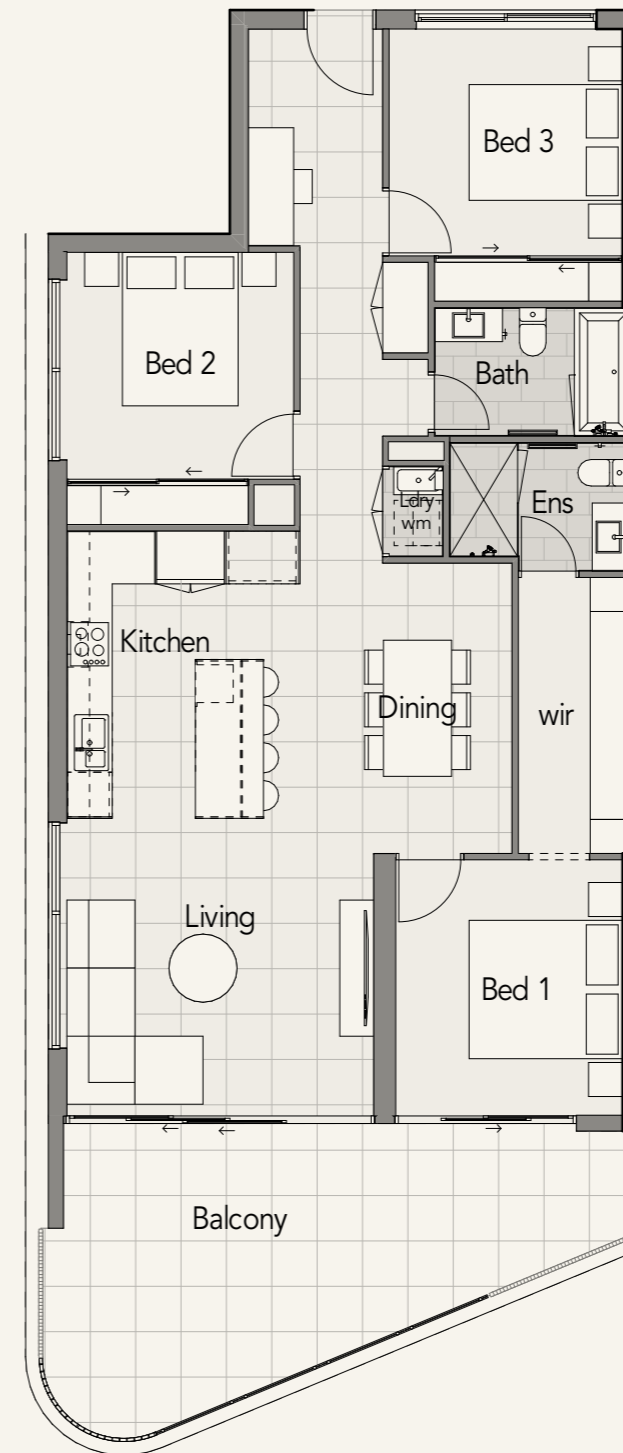 Bed 3
Bed 2
Bath
Ens
Ldry
wm
Kitchen
Dining
wir
Living
Bed 1
Balcony